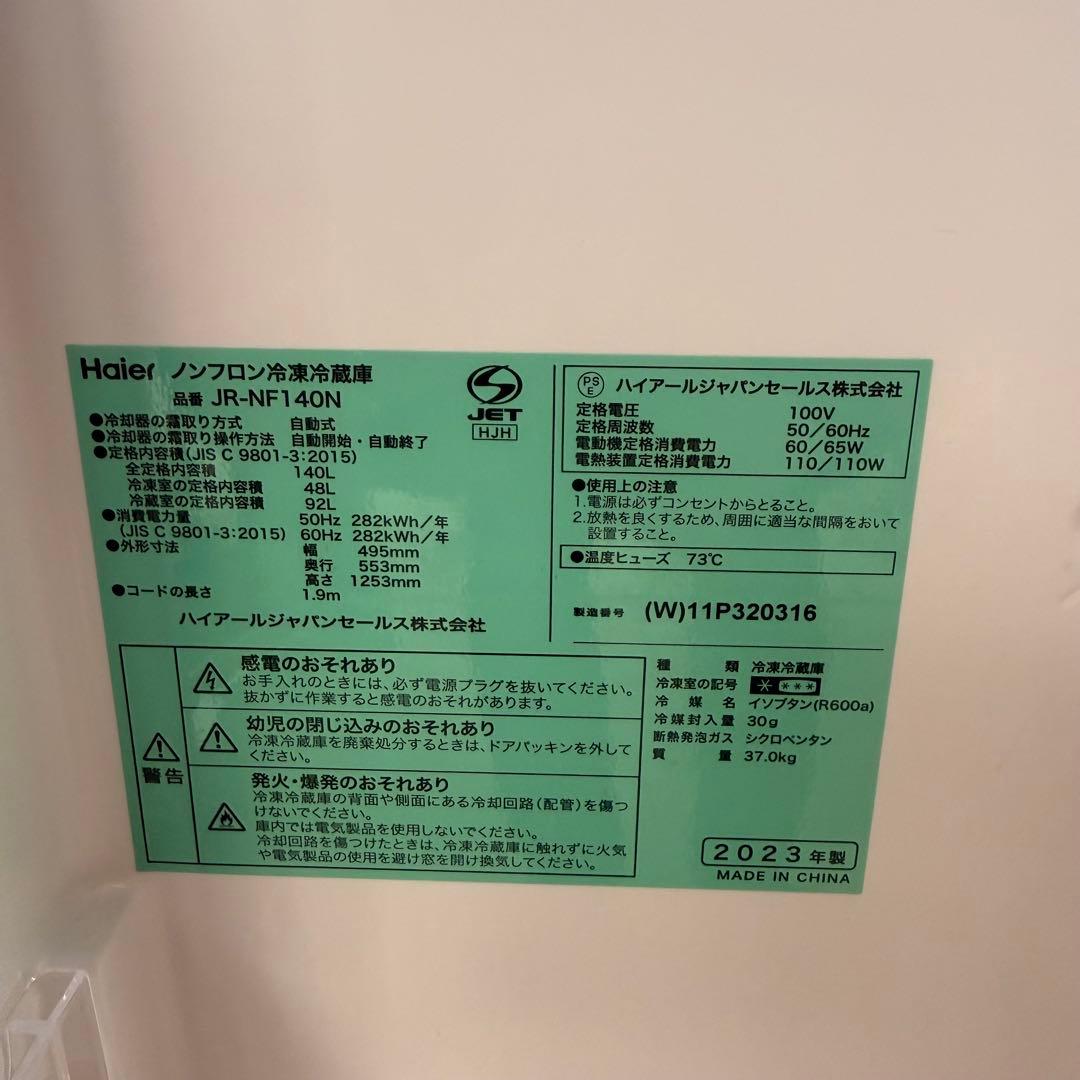 Haier ノンフロン冷凍冷蔵庫
品番 JR-NF140N
●冷却器の霜取り方式 自動式
●冷却器の霜取り操作方法 自動開始・自動終了
●定格内容積(JIS C 9801-3:2015)
全定格内容積 140L
冷凍室の定格内容積 48L
冷蔵室の定格内容積 92L
●消費電力量 50Hz 282kWh/年
(JIS C 9801-3:2015) 60Hz 282kWh/年
●外形寸法 幅 495mm
奥行 553mm
高さ 1253mm
●コードの長さ 1.9m
ハイアールジャパンセールス株式会社
S
JET
HJH
PS
E
ハイアールジャパンセールス株式会社
定格電圧 100V
定格周波数 50/60Hz
電動機定格消費電力 60/65W
電熱装置定格消費電力 110/110W
●使用上の注意
1.電源は必ずコンセントからとること。
2.放熱を良くするため、周囲に適当な間隔をおいて
設置すること。
●温度ヒューズ 73℃
製造番号 (W)11P320316
警告
感電のおそれあり
お手入れのときには、必ず電源プラグを抜いてください。
抜かずに作業すると感電のおそれがあります。
幼児の閉じ込みのおそれあり
冷凍冷蔵庫を廃棄処分するときは、ドアパッキンを外して
ください。
発火・爆発のおそれあり
冷凍冷蔵庫の背面や側面にある冷却回路(配管)を傷つ
けないでください。
庫内では電気製品を使用しないでください。
冷却回路を傷つけたときは、冷凍冷蔵庫に触れずに火気
や電気製品の使用を避け窓を開け換気してください。
種類 冷凍冷蔵庫
冷凍室の記号 * ***
冷媒名 イソブタン(R600a)
冷媒封入量 30g
断熱発泡ガス シクロペンタン
質量 37.0kg
2023年製
MADE IN CHINA